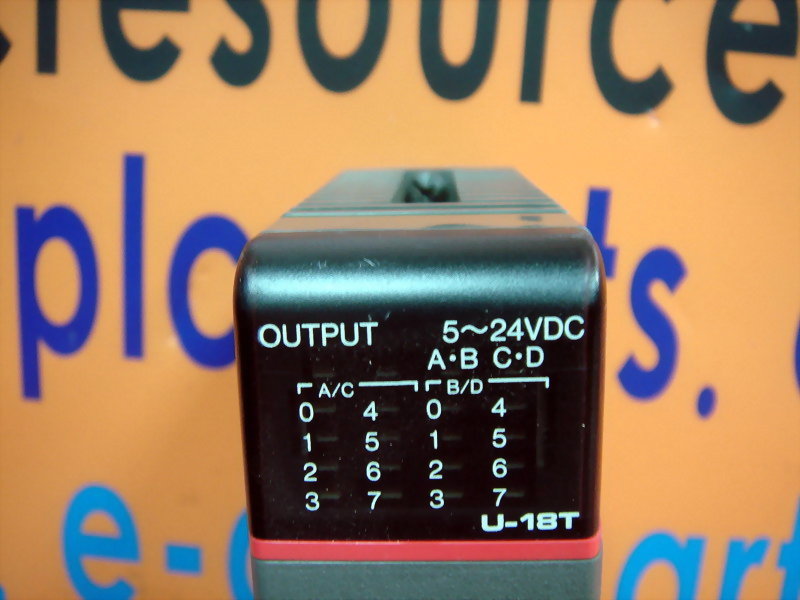 OUTPUT 5~24VDC
A·B C·D
A/C B/D
0 4 0 4
1 5 1 5
2 6 2 6
3 7 3 7
U-18T